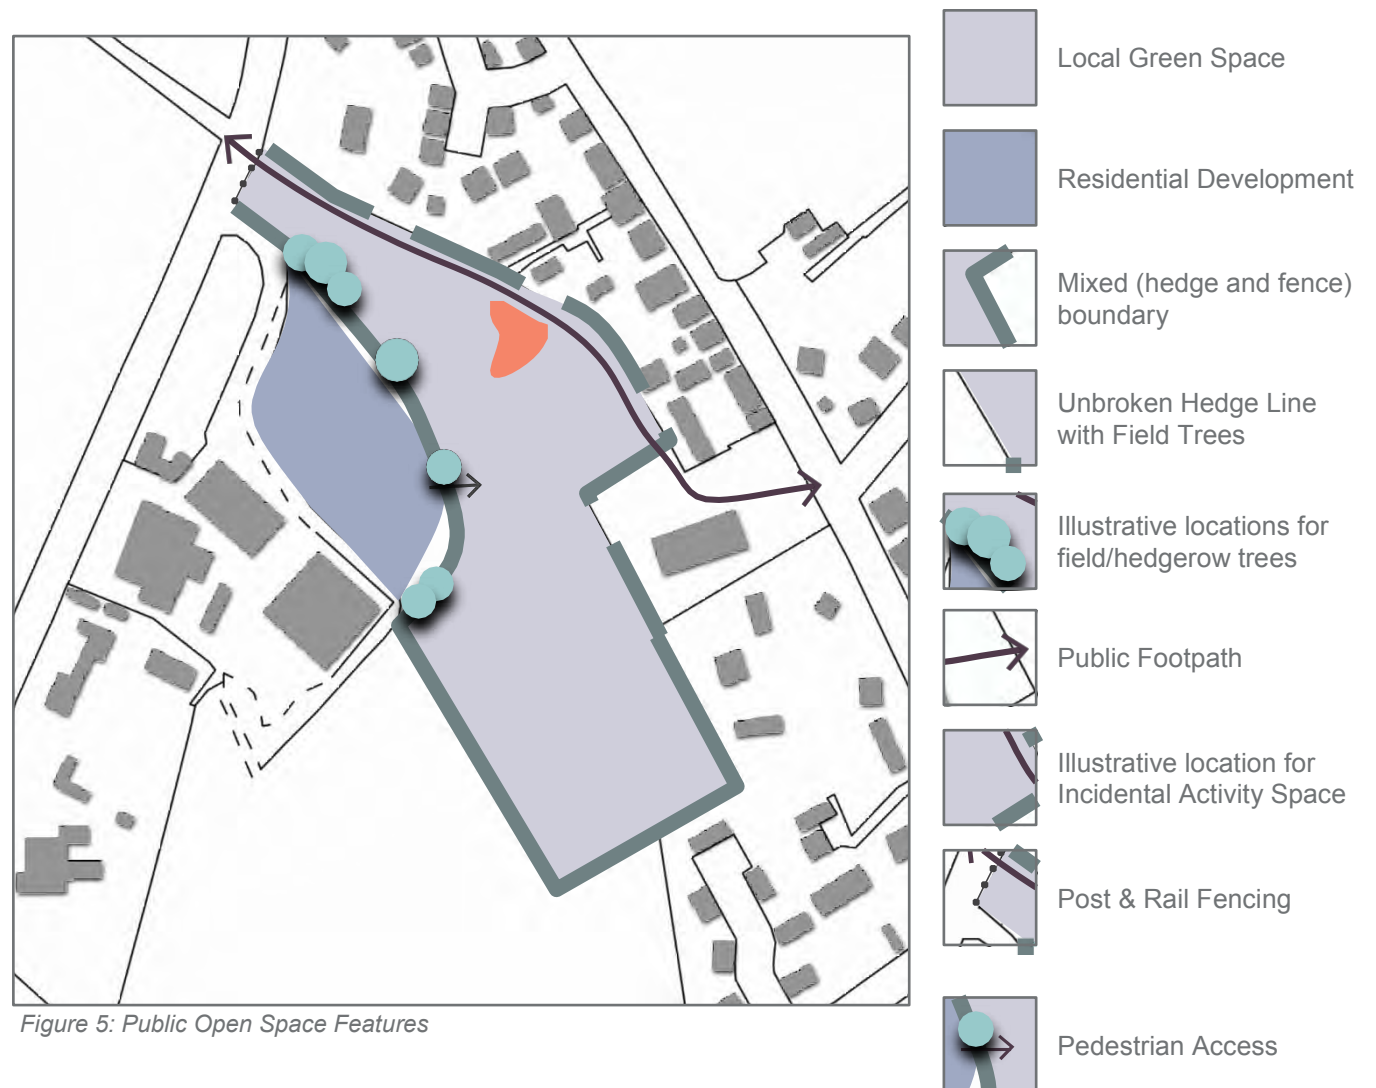 Local Green Space
Residential Development
Mixed (hedge and fence)
boundary
Unbroken Hedge Line
with Field Trees
Illustrative locations for
field/hedgerow trees
Public Footpath
Illustrative location for
Incidental Activity Space
Post & Rail Fencing
Pedestrian Access
Figure 5: Public Open Space Features